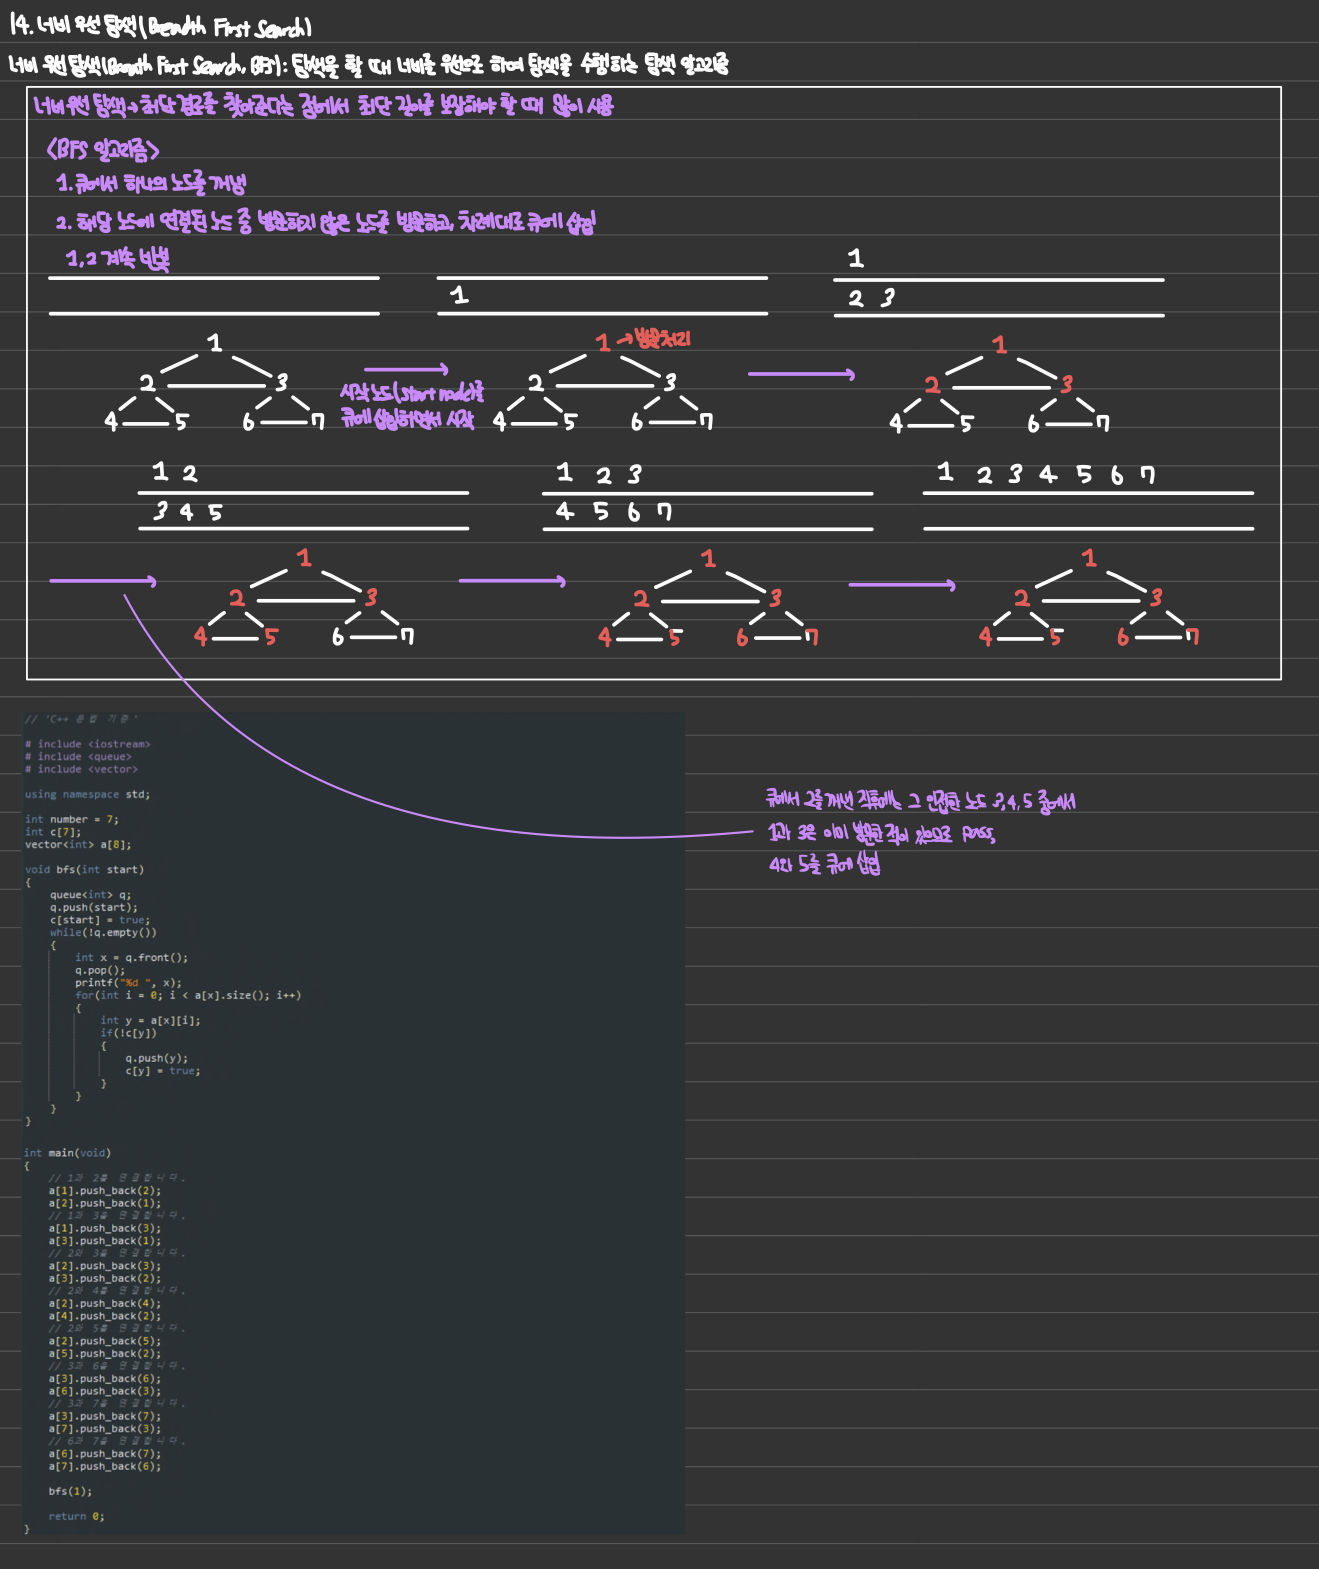 14. 너비 우선 탐색(Breadth First Search)
너비 우선 탐색(Breadth First Search, BFS): 탐색을 할 때 너비를 우선으로 하여 탐색을 수행하는 탐색 알고리즘
너비 우선 탐색→최단 경로를 찾아준다는 점에서 최단 길이를 보장해야 할 때 많이 사용
<BFS 알고리즘>
1. 큐에서 하나의 노드를 꺼냄
2. 해당 노드에 연결된 노드 중 방문하지 않은 노드를 방문하고, 차례대로 큐에 삽입
1, 2 계속 반복
1
1
2 3
1
1 → 방문처리
1
2 3
2 3
2 3
시작 노드(start node)를
큐에 삽입하면서 시작
4 5 6 7
4 5 6 7
4 5 6 7
1 2
1 2 3
1 2 3 4 5 6 7
3 4 5
4 5 6 7
1
1
1
2 3
2 3
2 3
4 5 6 7
4 5 6 7
4 5 6 7
// 'C++ 문법 기준'
# include <iostream>
# include <queue>
# include <vector>
using namespace std;
큐에서 2를 꺼낸 직후에는 그 인접한 노드 3, 4, 5 중에서
1과 3은 이미 방문한 적이 있으므로 pass,
4와 5를 큐에 삽입
int number = 7;
int c[7];
vector<int> a[8];
void bfs(int start)
{
queue<int> q;
q.push(start);
c[start] = true;
while(!q.empty())
{
int x = q.front();
q.pop();
printf("%d ", x);
for(int i = 0; i < a[x].size(); i++)
{
int y = a[x][i];
if(!c[y])
{
q.push(y);
c[y] = true;
}
}
}
}
int main(void)
{
// 1과 2를 연결합니다.
a[1].push_back(2);
a[2].push_back(1);
// 1과 3을 연결합니다.
a[1].push_back(3);
a[3].push_back(1);
// 2와 3을 연결합니다.
a[2].push_back(3);
a[3].push_back(2);
// 2와 4를 연결합니다.
a[2].push_back(4);
a[4].push_back(2);
// 2와 5를 연결합니다.
a[2].push_back(5);
a[5].push_back(2);
// 3과 6을 연결합니다.
a[3].push_back(6);
a[6].push_back(3);
// 3과 7을 연결합니다.
a[3].push_back(7);
a[7].push_back(3);
// 6과 7을 연결합니다.
a[6].push_back(7);
a[7].push_back(6);
bfs(1);
return 0;
}